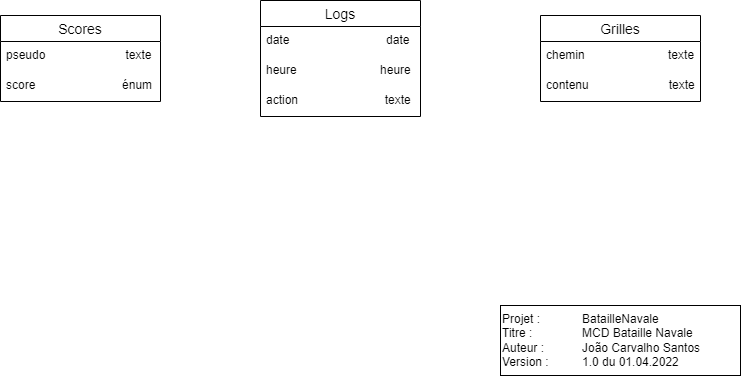 Scores
pseudo texte
score énum
Logs
date date
heure heure
action texte
Grilles
chemin texte
contenu texte
Projet : BatailleNavale
Titre : MCD Bataille Navale
Auteur : João Carvalho Santos
Version : 1.0 du 01.04.2022